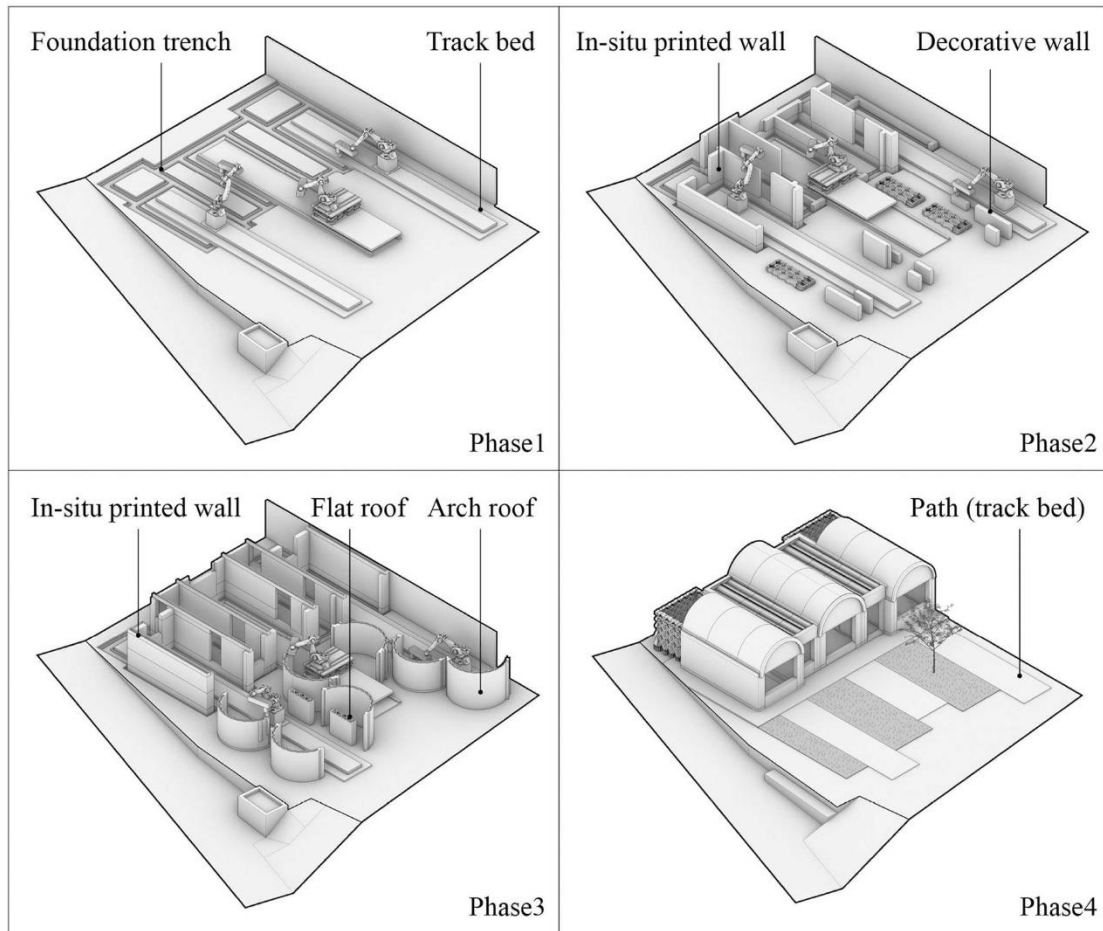 Foundation trench
Track bed
Phase1
In-situ printed wall
Decorative wall
Phase2
In-situ printed wall
Flat roof
Arch roof
Phase3
Path (track bed)
Phase4